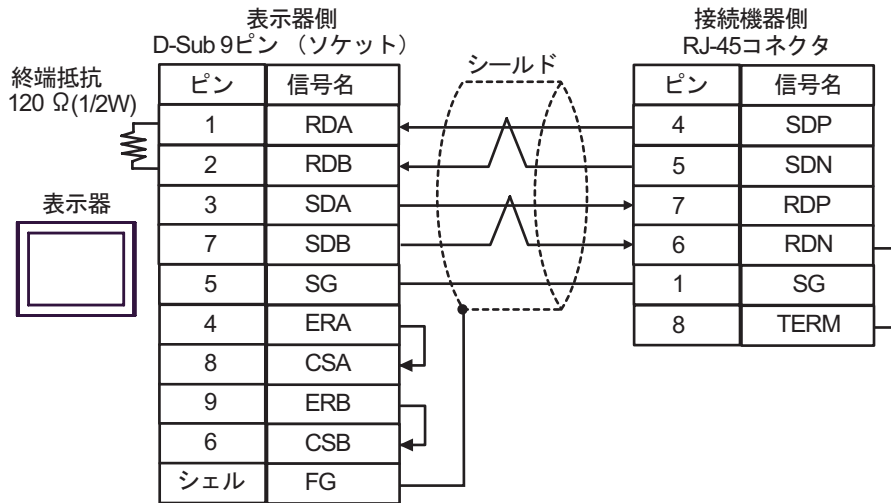 表示器側
D-Sub 9ピン （ソケット）
接続機器側
RJ-45コネクタ
終端抵抗
120 Ω(1/2W)
表示器
シールド
ピン 信号名
1 RDA
2 RDB
3 SDA
7 SDB
5 SG
4 ERA
8 CSA
9 ERB
6 CSB
シェル FG
ピン 信号名
4 SDP
5 SDN
7 RDP
6 RDN
1 SG
8 TERM